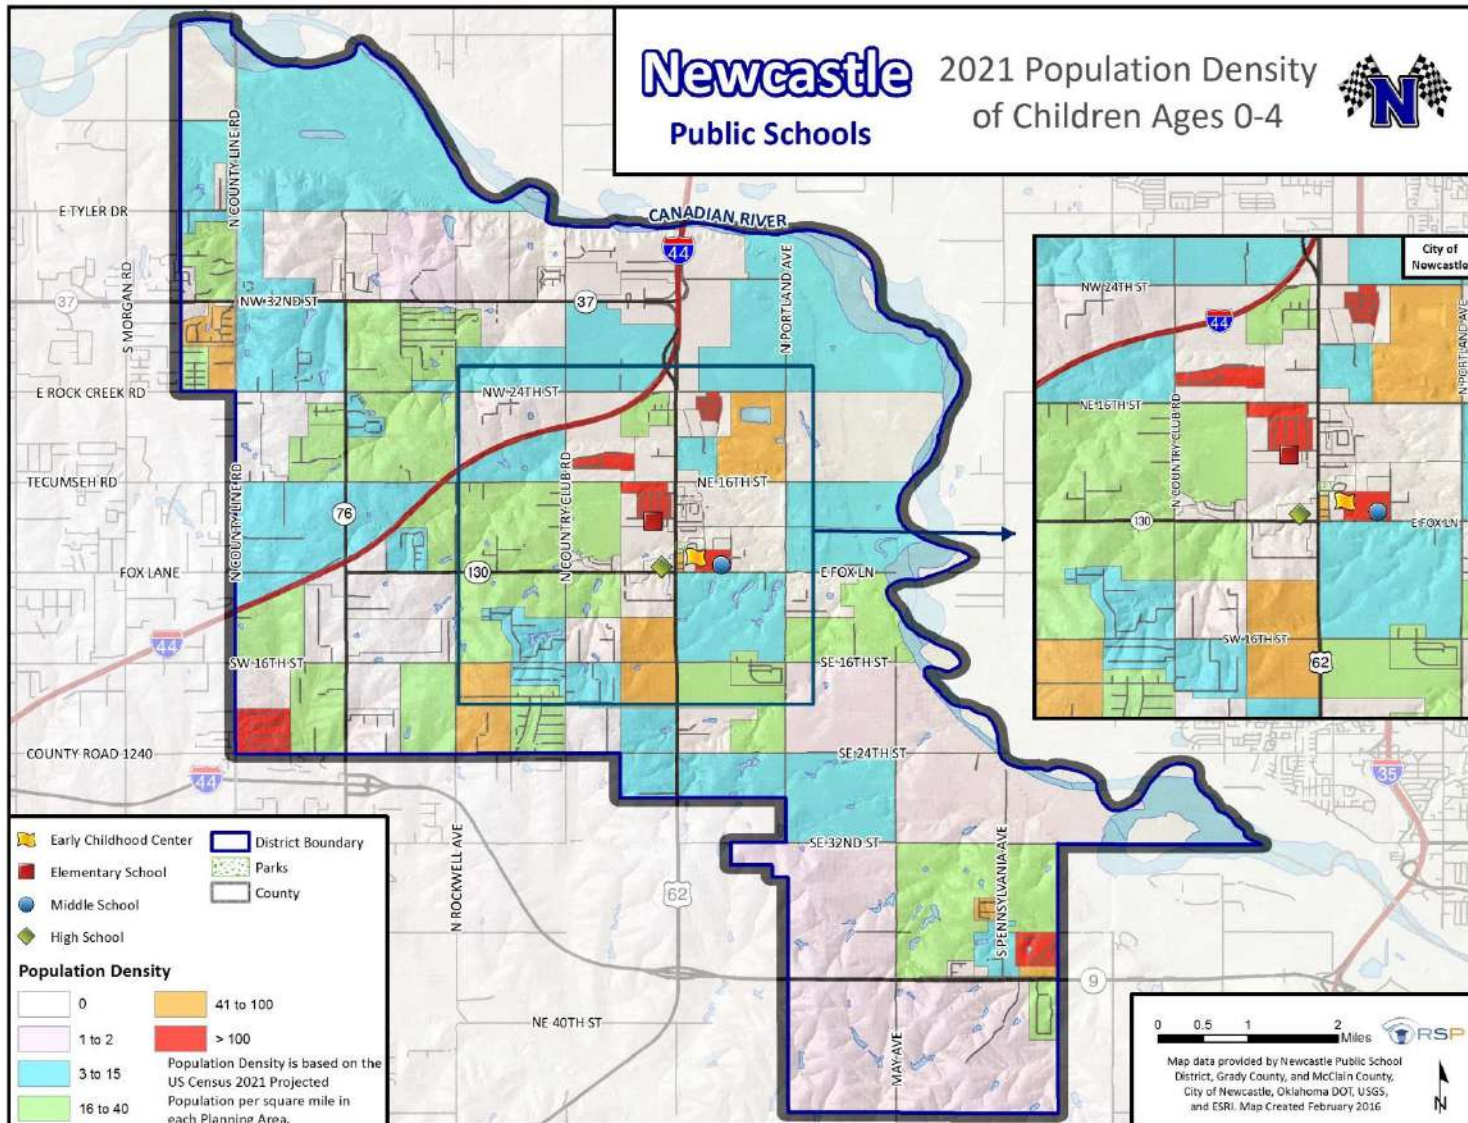 Newcastle
Public Schools
2021 Population Density
of Children Ages 0-4
N
CANADIAN RIVER
44
N COUNTY LINE RD
N PORTLAND AVE
E TYLER DR
S MORGAN RD
37
NW 32ND ST
37
E ROCK CREEK RD
NW 24TH ST
N COUNTRY CLUB RD
TECUMSEH RD
N COUNTY LINE RD
NE 16TH ST
76
FOX LANE
130
E FOX LN
44
SW 16TH ST
SE 16TH ST
COUNTY ROAD 1240
44
SE 24TH ST
35
N ROCKWELL AVE
62
SE 32ND ST
S PENNSYLVANIA AVE
9
NE 40TH ST
MAY AVE
City of
Newcastle
NW 24TH ST
44
N PORTLAND AVE
NE 16TH ST
N COUNTRY CLUB RD
130
E FOX LN
SW 16TH ST
62
Early Childhood Center
Elementary School
Middle School
High School
District Boundary
Parks
County
Population Density
0
1 to 2
3 to 15
16 to 40
41 to 100
> 100
Population Density is based on the
US Census 2021 Projected
Population per square mile in
each Planning Area.
0 0.5 1 2
Miles
RSP
Map data provided by Newcastle Public School
District, Grady County, and McClain County,
City of Newcastle, Oklahoma DOT, USGS,
and ESRI. Map Created February 2016
N